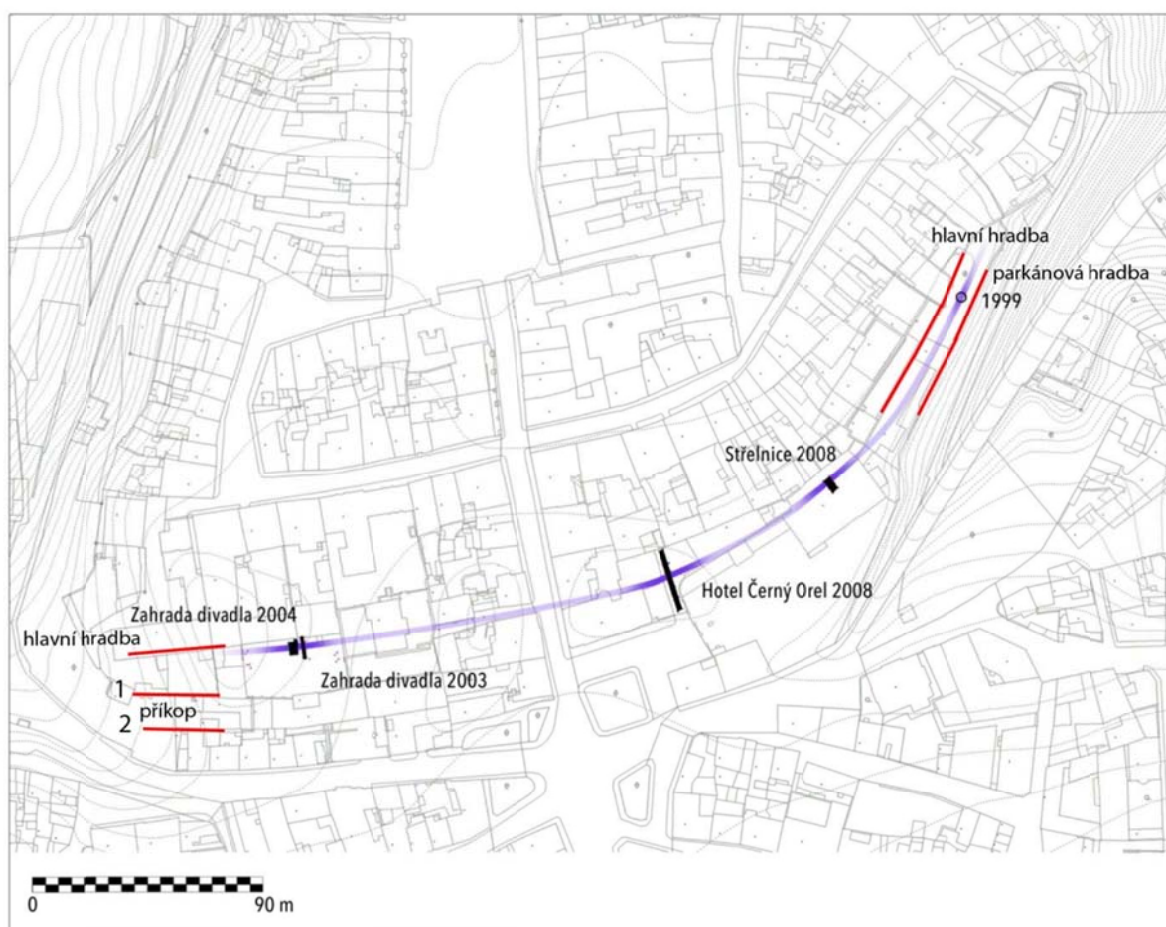 hlavní hradba
parkánová hradba
1999
Střelnice 2008
Hotel Černý Orel 2008
Zahrada divadla 2004
hlavní hradba
Zahrada divadla 2003
1
příkop
2
0 90 m